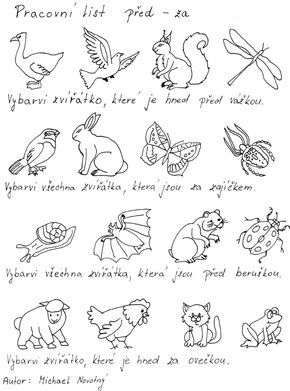 Pracovní list před - za
Vybarvi zvířátko, které je hned před vážkou.
Vybarvi všechna zvířátka, která jsou za zajíčkem.
Vybarvi všechna zvířátka, která jsou před beruškou.
Vybarvi zvířátko, které je hned za ovečkou.
Autor: Michael Novotný